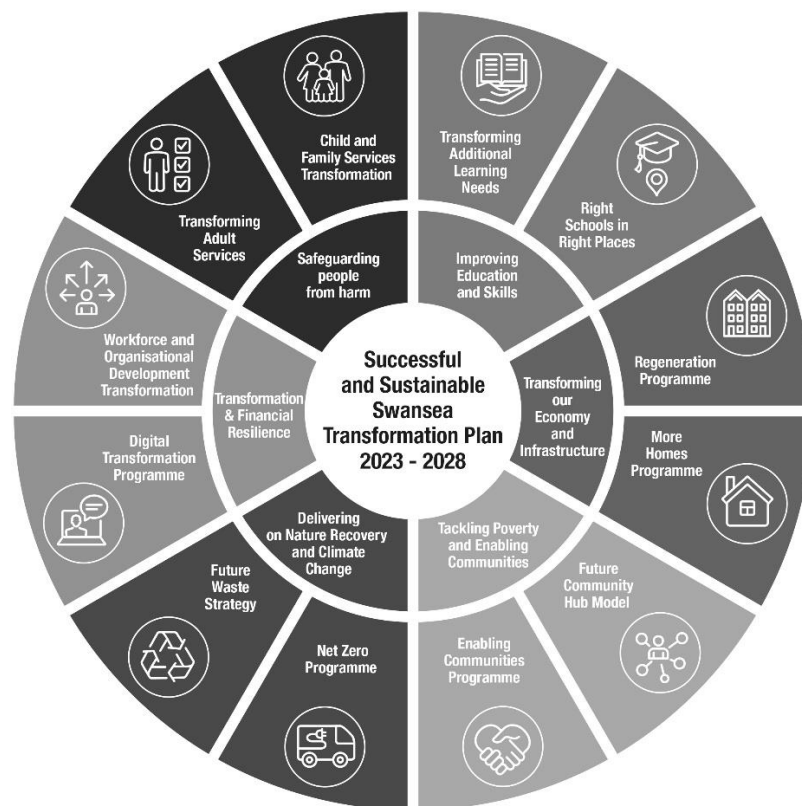 Successful
and Sustainable
Swansea
Transformation Plan
2023 - 2028
Safeguarding
people
from harm
Improving
Education
and Skills
Transforming
our
Economy
and
Infrastructure
Tackling Poverty
and Enabling
Communities
Delivering
on Nature Recovery
and Climate
Change
Transformation
& Financial
Resilience
Child and
Family Services
Transformation
Transforming
Additional
Learning
Needs
Right
Schools in
Right Places
Regeneration
Programme
More
Homes
Programme
Future
Community
Hub Model
Enabling
Communities
Programme
Net Zero
Programme
Future
Waste
Strategy
Digital
Transformation
Programme
Workforce and
Organisational
Development
Transformation
Transforming
Adult
Services